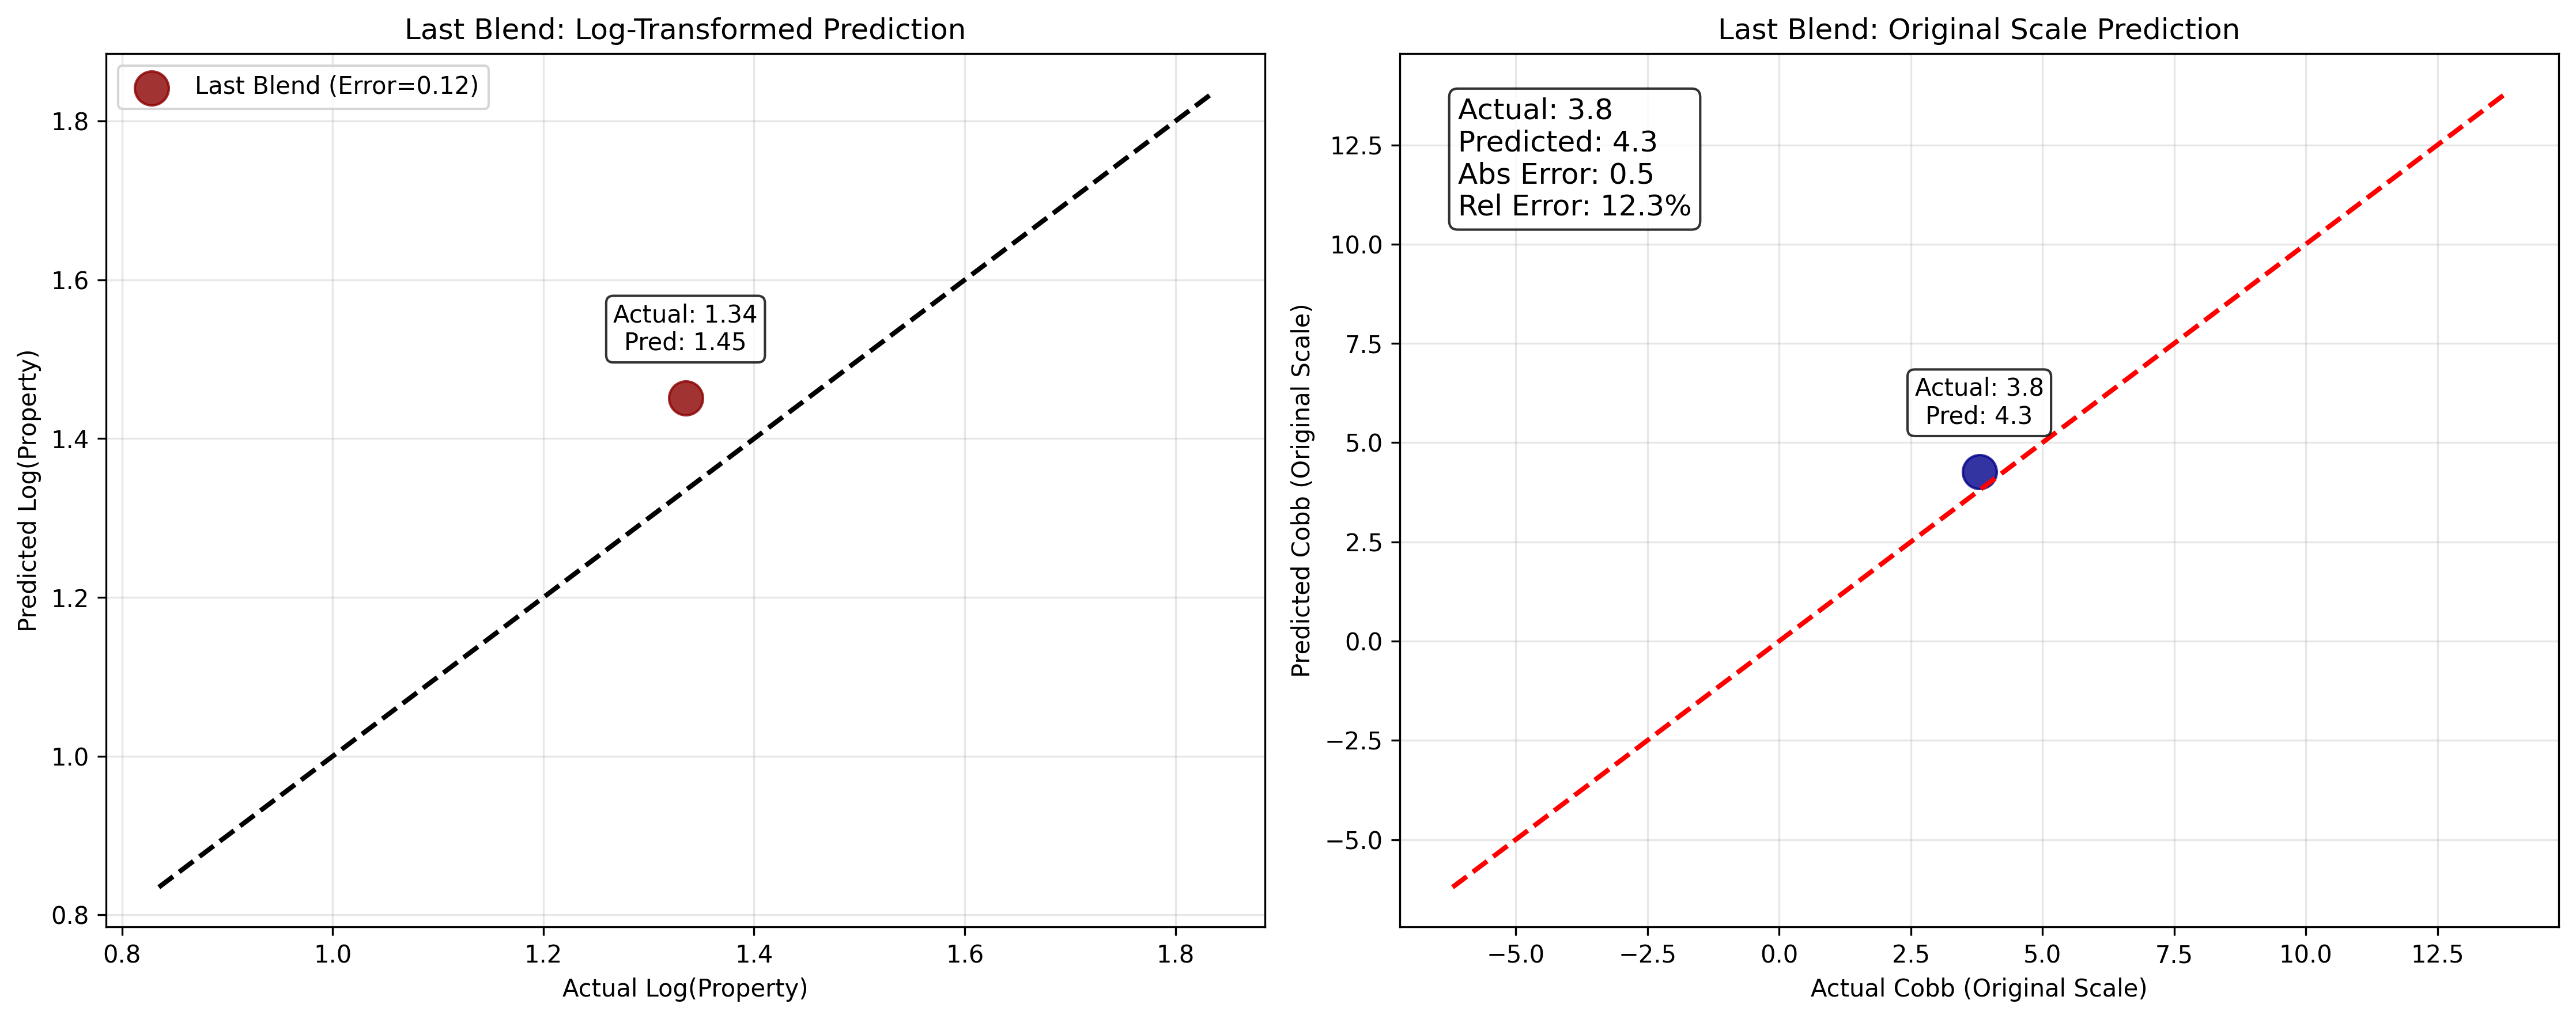 Last Blend: Log-Transformed Prediction
Last Blend (Error=0.12)
Actual: 1.34
Pred: 1.45
1.8
1.6
1.4
1.2
1.0
0.8
Predicted Log(Property)
0.8 1.0 1.2 1.4 1.6 1.8
Actual Log(Property)
Last Blend: Original Scale Prediction
Actual: 3.8
Predicted: 4.3
Abs Error: 0.5
Rel Error: 12.3%
Actual: 3.8
Pred: 4.3
12.5
10.0
7.5
5.0
2.5
0.0
−2.5
−5.0
Predicted Cobb (Original Scale)
−5.0 −2.5 0.0 2.5 5.0 7.5 10.0 12.5
Actual Cobb (Original Scale)